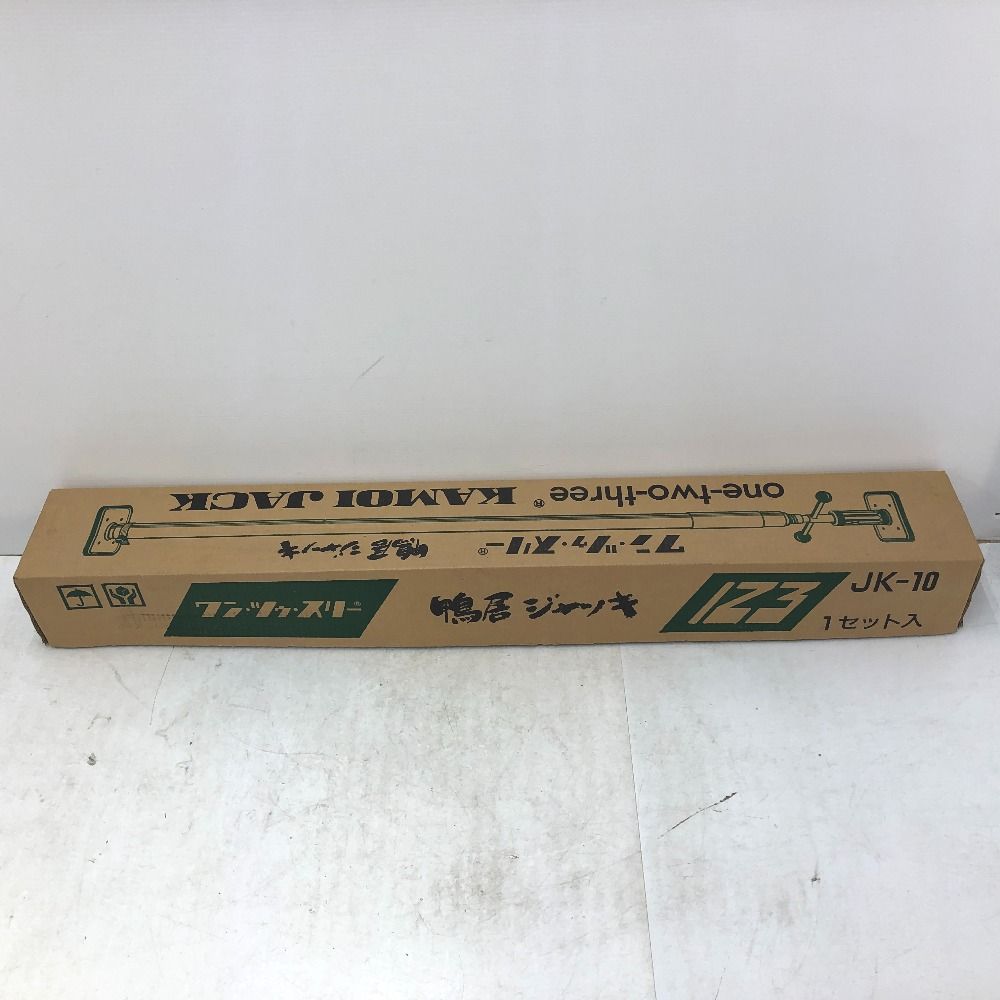 one-two-three® KAMOI JACK
ワン・ツゥ・スリー® 鴨居ジャッキ
ワン・ツゥ・スリー® 鴨居ジャッキ 123 JK-10
1セット入